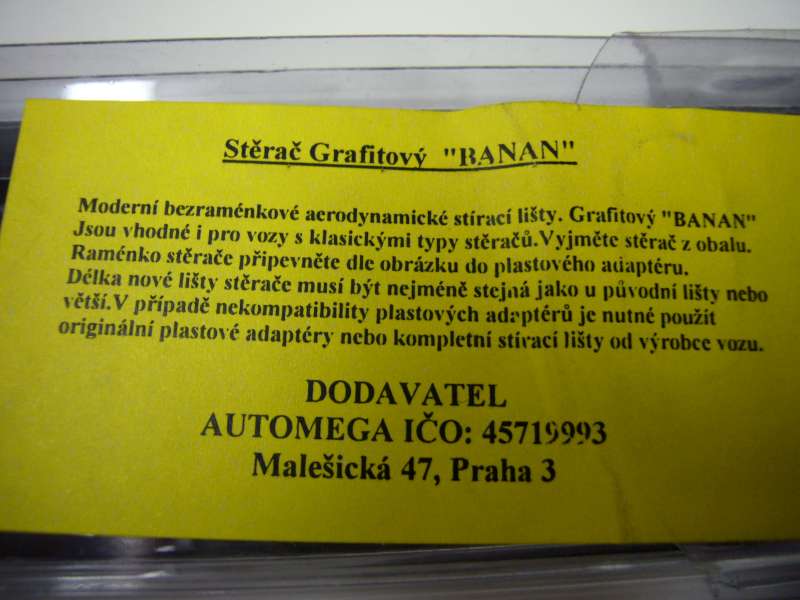 Stěrač Grafitový "BANAN"
Moderní bezraménkové aerodynamické stírací lišty. Grafitový "BANAN"
Jsou vhodné i pro vozy s klasickými typy stěračů.Vyjměte stěrač z obalu.
Raménko stěrače připevněte dle obrázku do plastového adaptéru.
Délka nové lišty stěrače musí být nejméně stejná jako u původní lišty nebo
větší.V případě nekompatibility plastových adaptérů je nutné použít
originální plastové adaptéry nebo kompletní stírací lišty od výrobce vozu.
DODAVATEL
AUTOMEGA IČO: 45719993
Malešická 47, Praha 3